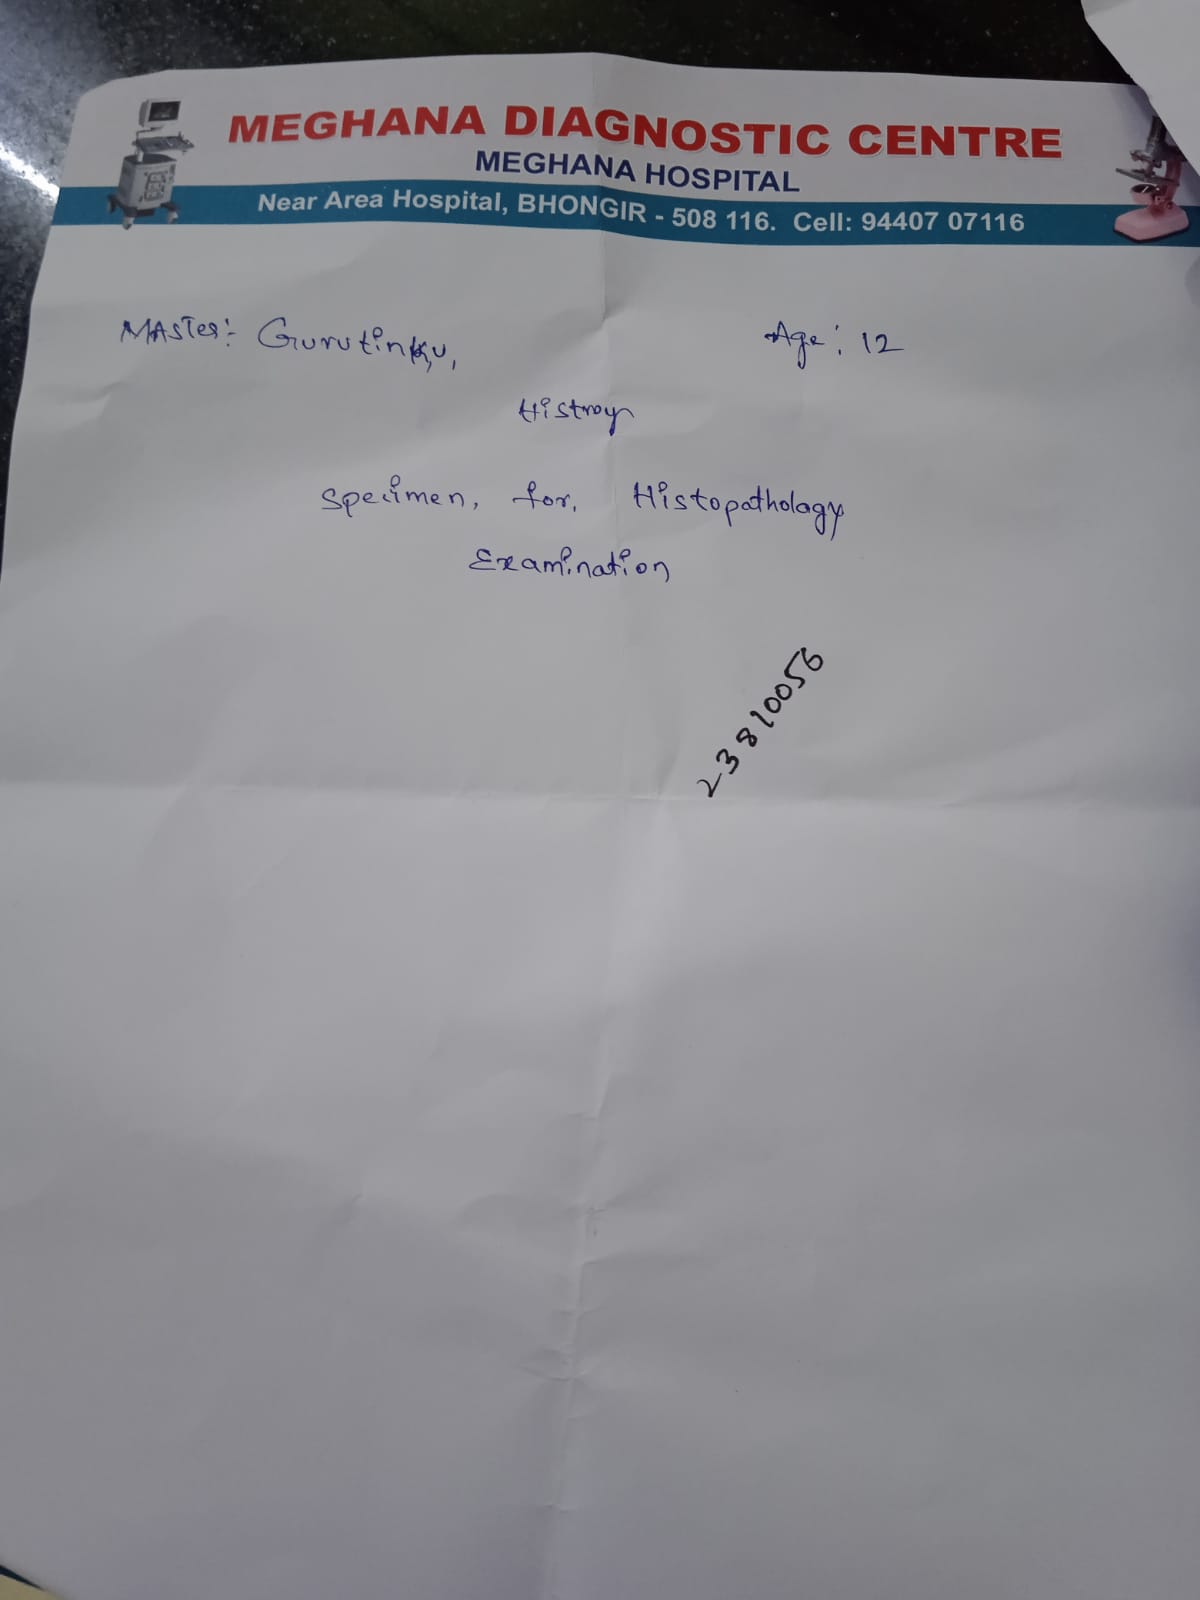 MEGHANA DIAGNOSTIC CENTRE
MEGHANA HOSPITAL
Near Area Hospital, BHONGIR - 508 116. Cell: 94407 07116
MASTER:- Gurutinku,
Age: 12
Histroy
Specimen, for, Histopathology
Examination
23810056